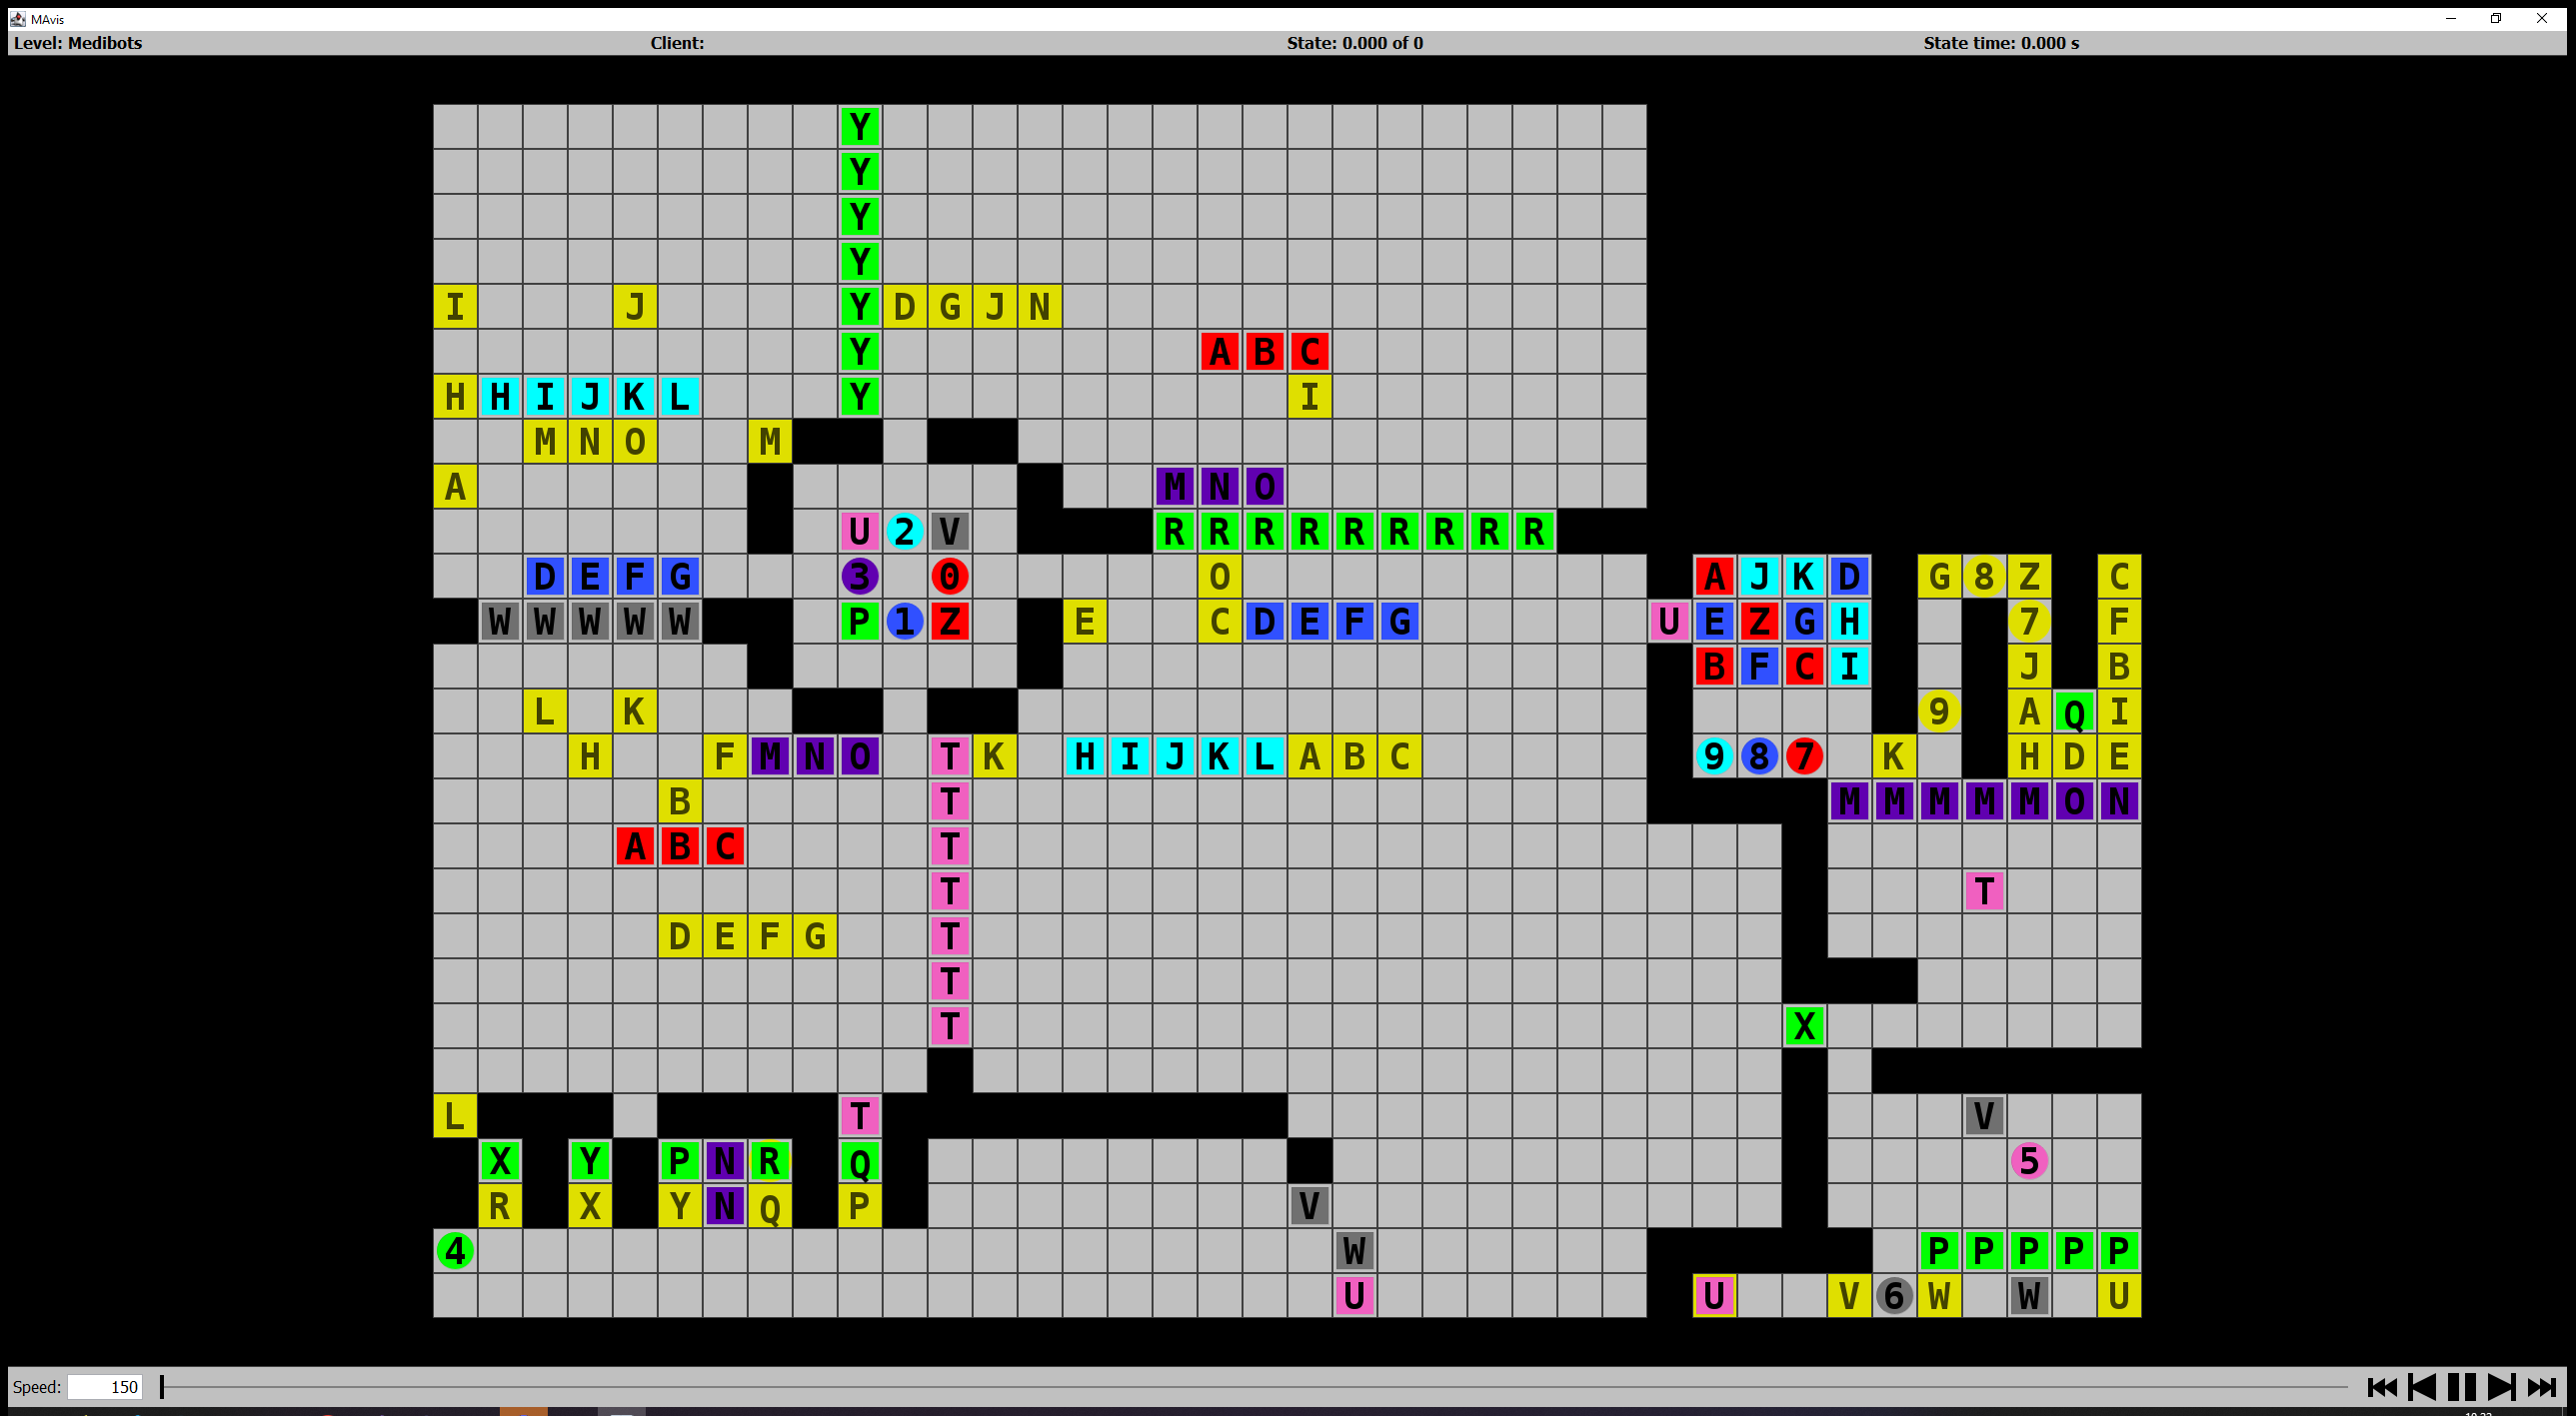 MAvis
Level: Medibots Client: State: 0.000 of 0 State time: 0.000 s
Y
Y
Y
Y
I J Y D G J N
Y A B C
H H I J K L Y I
M N O M
A M N O
U 2 V R R R R R R R R R
D E F G 3 0 O A J K D G 8 Z C
W W W W W P 1 Z E C D E F G U E Z G H 7 F
B F C I J B
L K 9 A Q I
H F M N O T K H I J K L A B C 9 8 7 K H D E
B T M M M M M O N
A B C T
T T
D E F G T
T
T X
L T V
X Y P N R Q 5
R X Y N Q P V
4 W P P P P P
U U V 6 W W U
Speed: 150